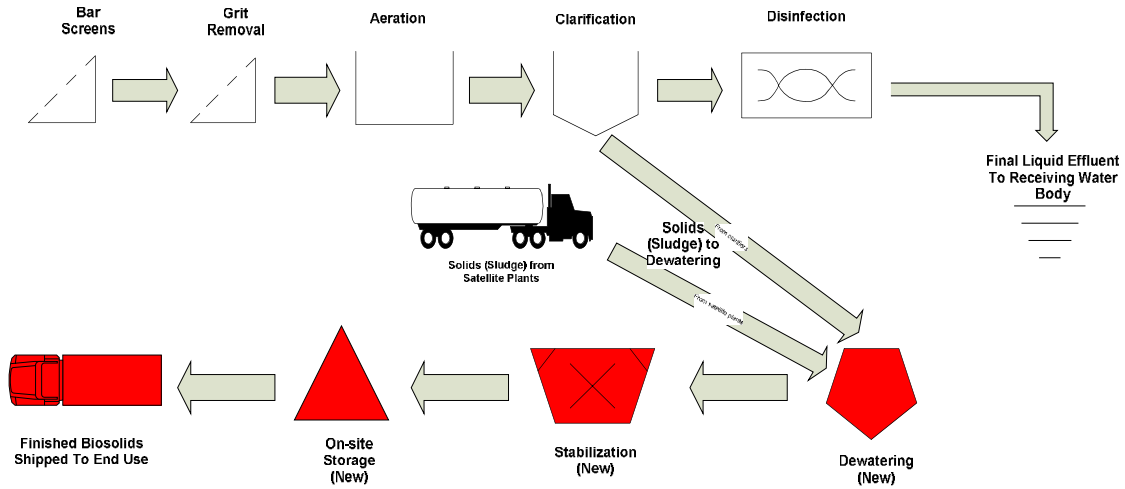 Bar
Screens
Grit
Removal
Aeration
Clarification
Disinfection
Final Liquid Effluent
To Receiving Water
Body
Solids
(Sludge) to
Dewatering
From clarifiers
Solids (Sludge) from
Satellite Plants
From satellite plants
Finished Biosolids
Shipped To End Use
On-site
Storage
(New)
Stabilization
(New)
Dewatering
(New)